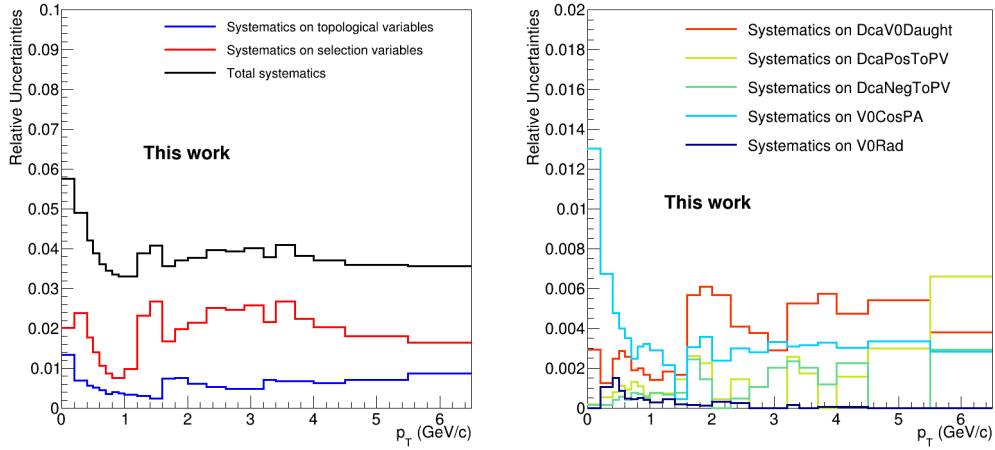 0.1
0.09
0.08
0.07
0.06
0.05
0.04
0.03
0.02
0.01
0
Relative Uncertainties
Systematics on topological variables
Systematics on selection variables
Total systematics
This work
0 1 2 3 4 5 6
p_T (GeV/c)
0.02
0.018
0.016
0.014
0.012
0.01
0.008
0.006
0.004
0.002
0
Relative Uncertainties
Systematics on DcaV0Daught
Systematics on DcaPosToPV
Systematics on DcaNegToPV
Systematics on V0CosPA
Systematics on V0Rad
This work
0 1 2 3 4 5 6
p_T (GeV/c)